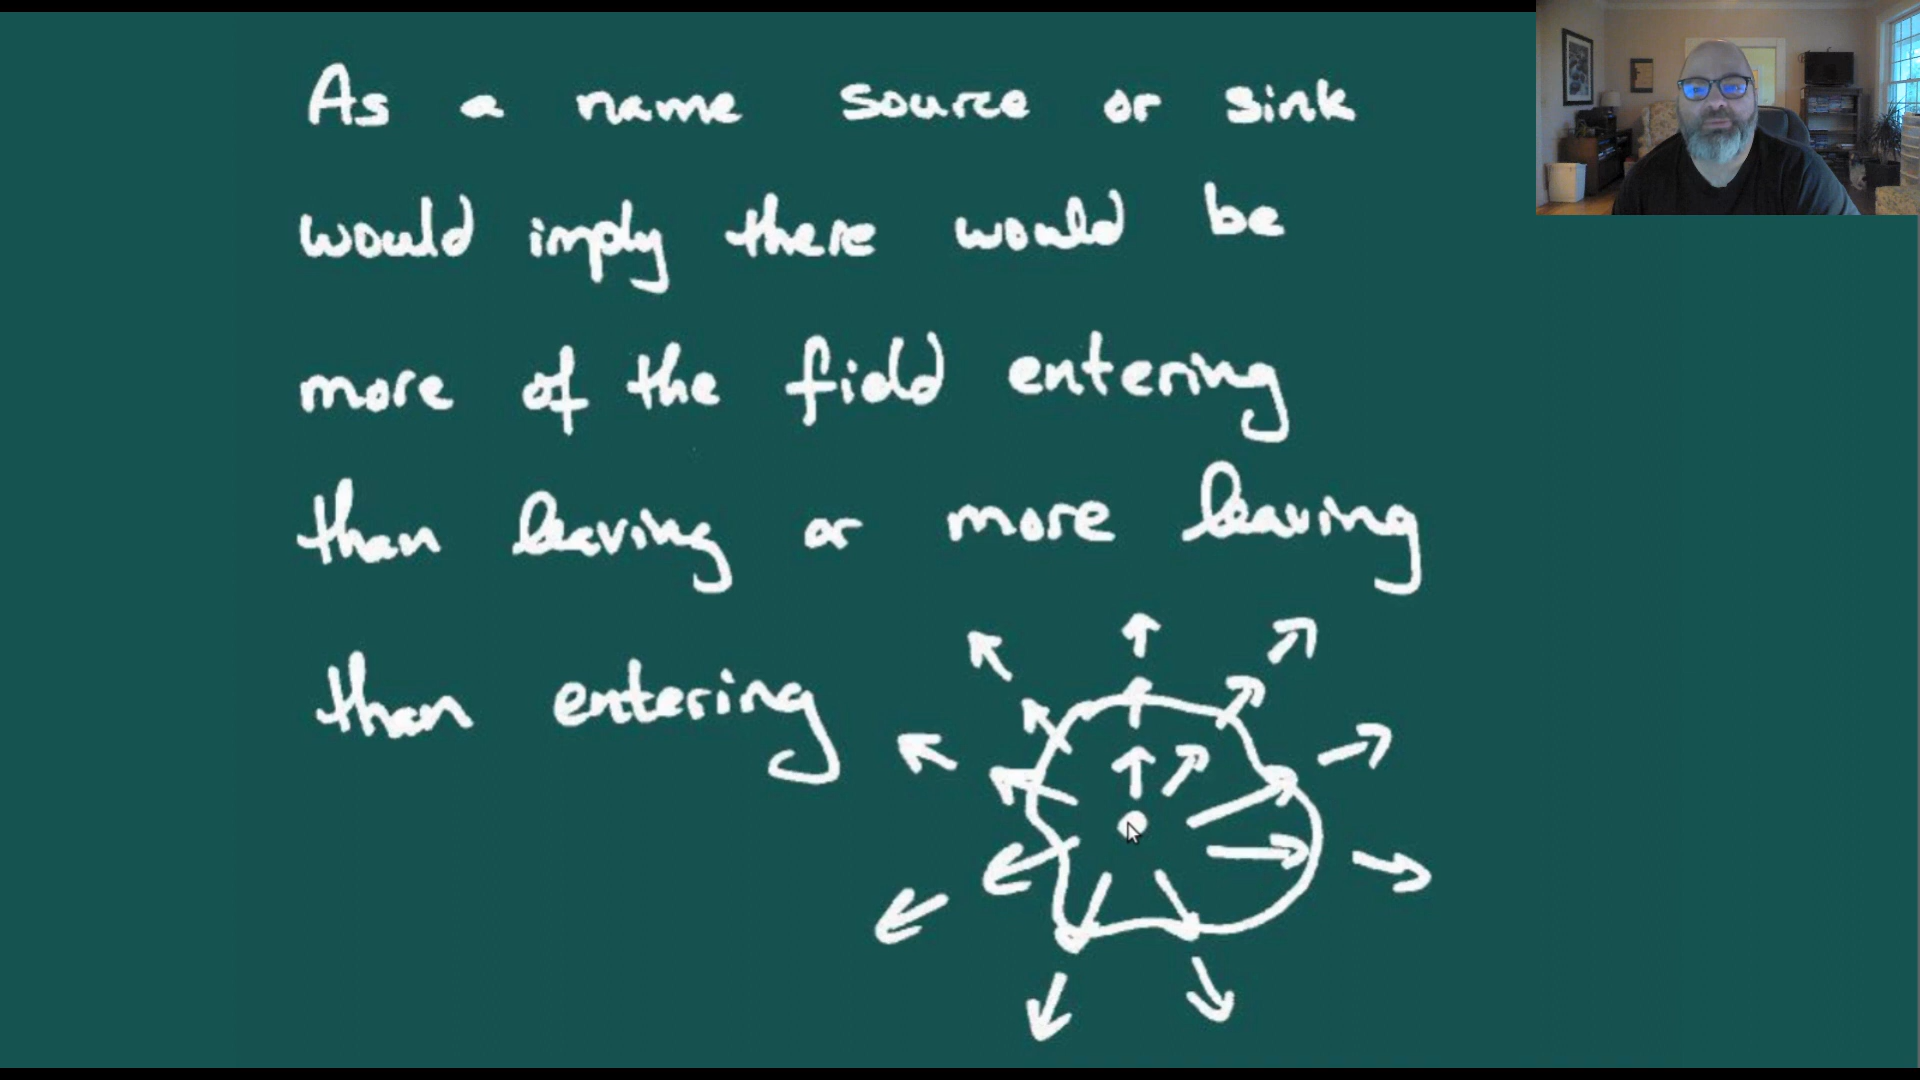 As a name source or sink
would imply there would be
more of the field entering
than leaving or more leaving
than entering